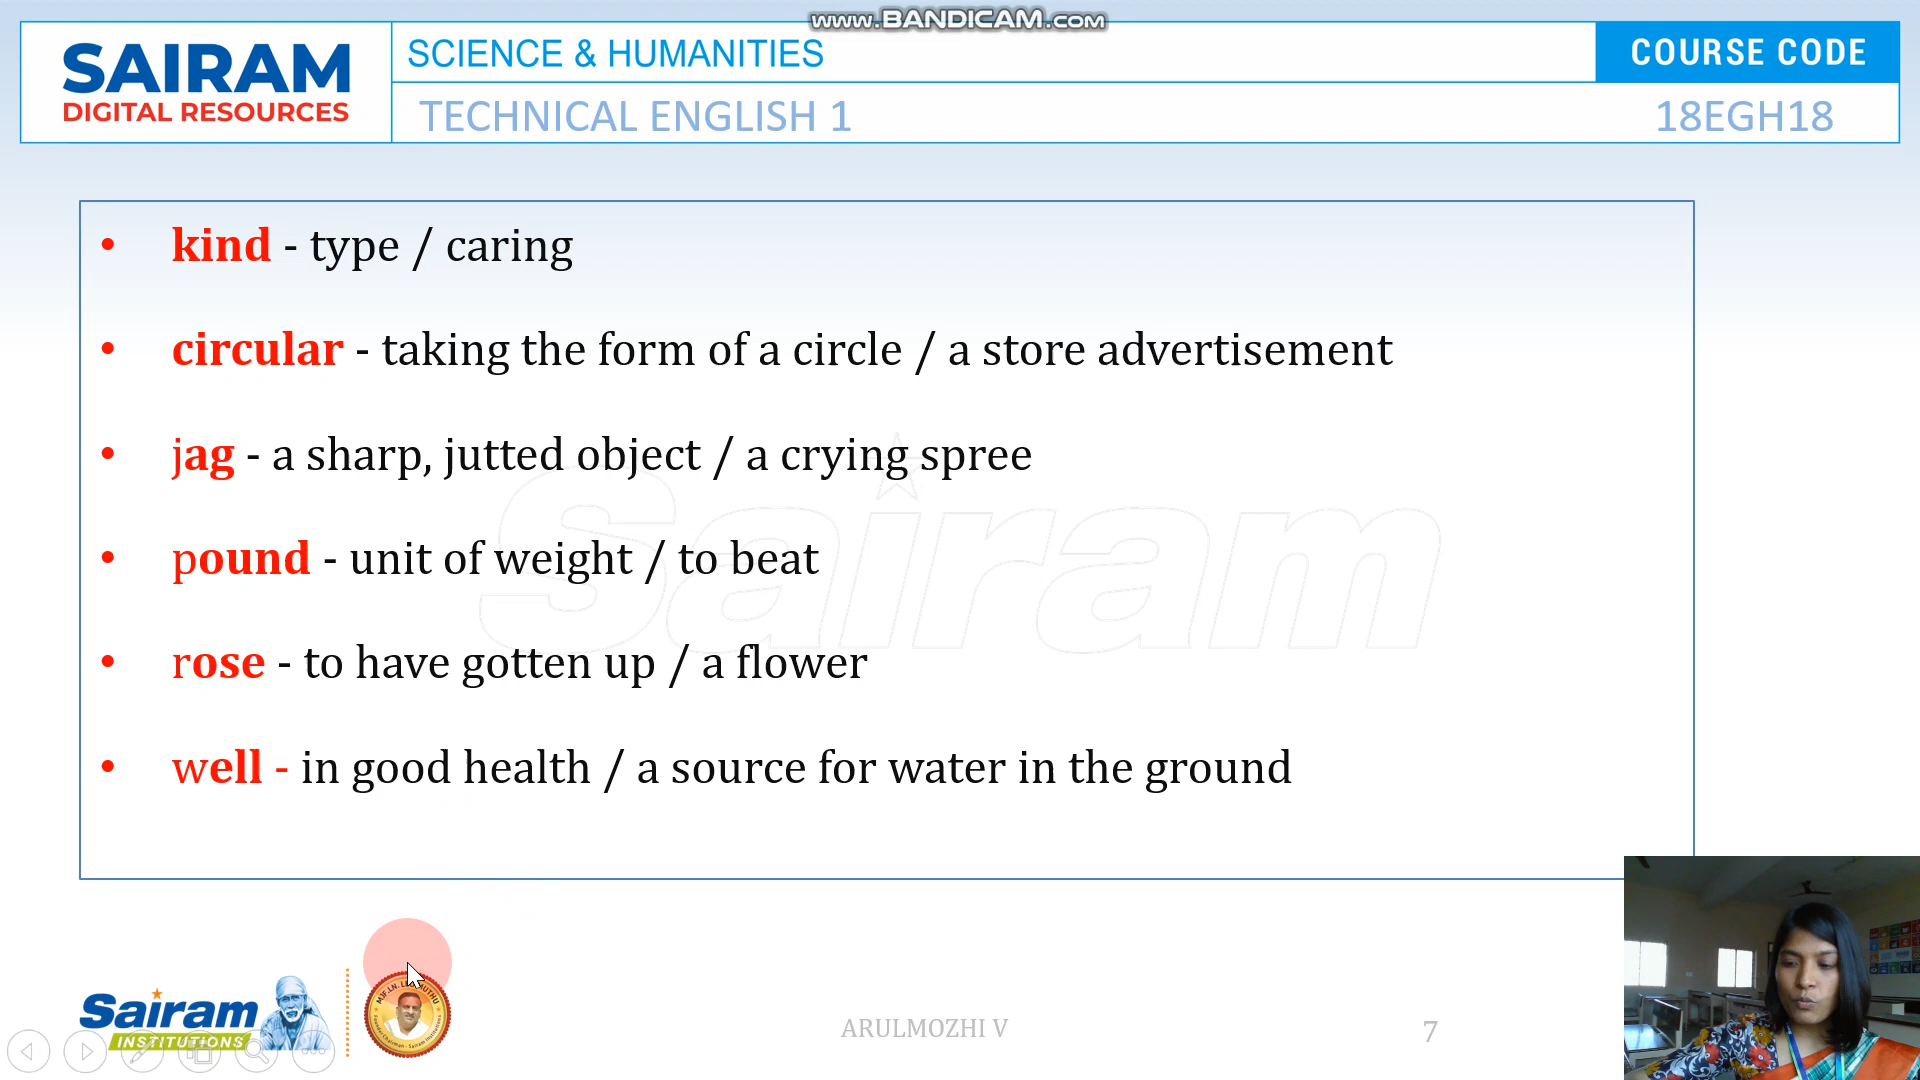 www.BANDICAM.com
SAIRAM
DIGITAL RESOURCES
SCIENCE & HUMANITIES
COURSE CODE
TECHNICAL ENGLISH 1
18EGH18
• kind - type / caring
• circular - taking the form of a circle / a store advertisement
• jag - a sharp, jutted object / a crying spree
• pound - unit of weight / to beat
• rose - to have gotten up / a flower
• well - in good health / a source for water in the ground
Sairam
Sairam
INSTITUTIONS
ARULMOZHI V
7